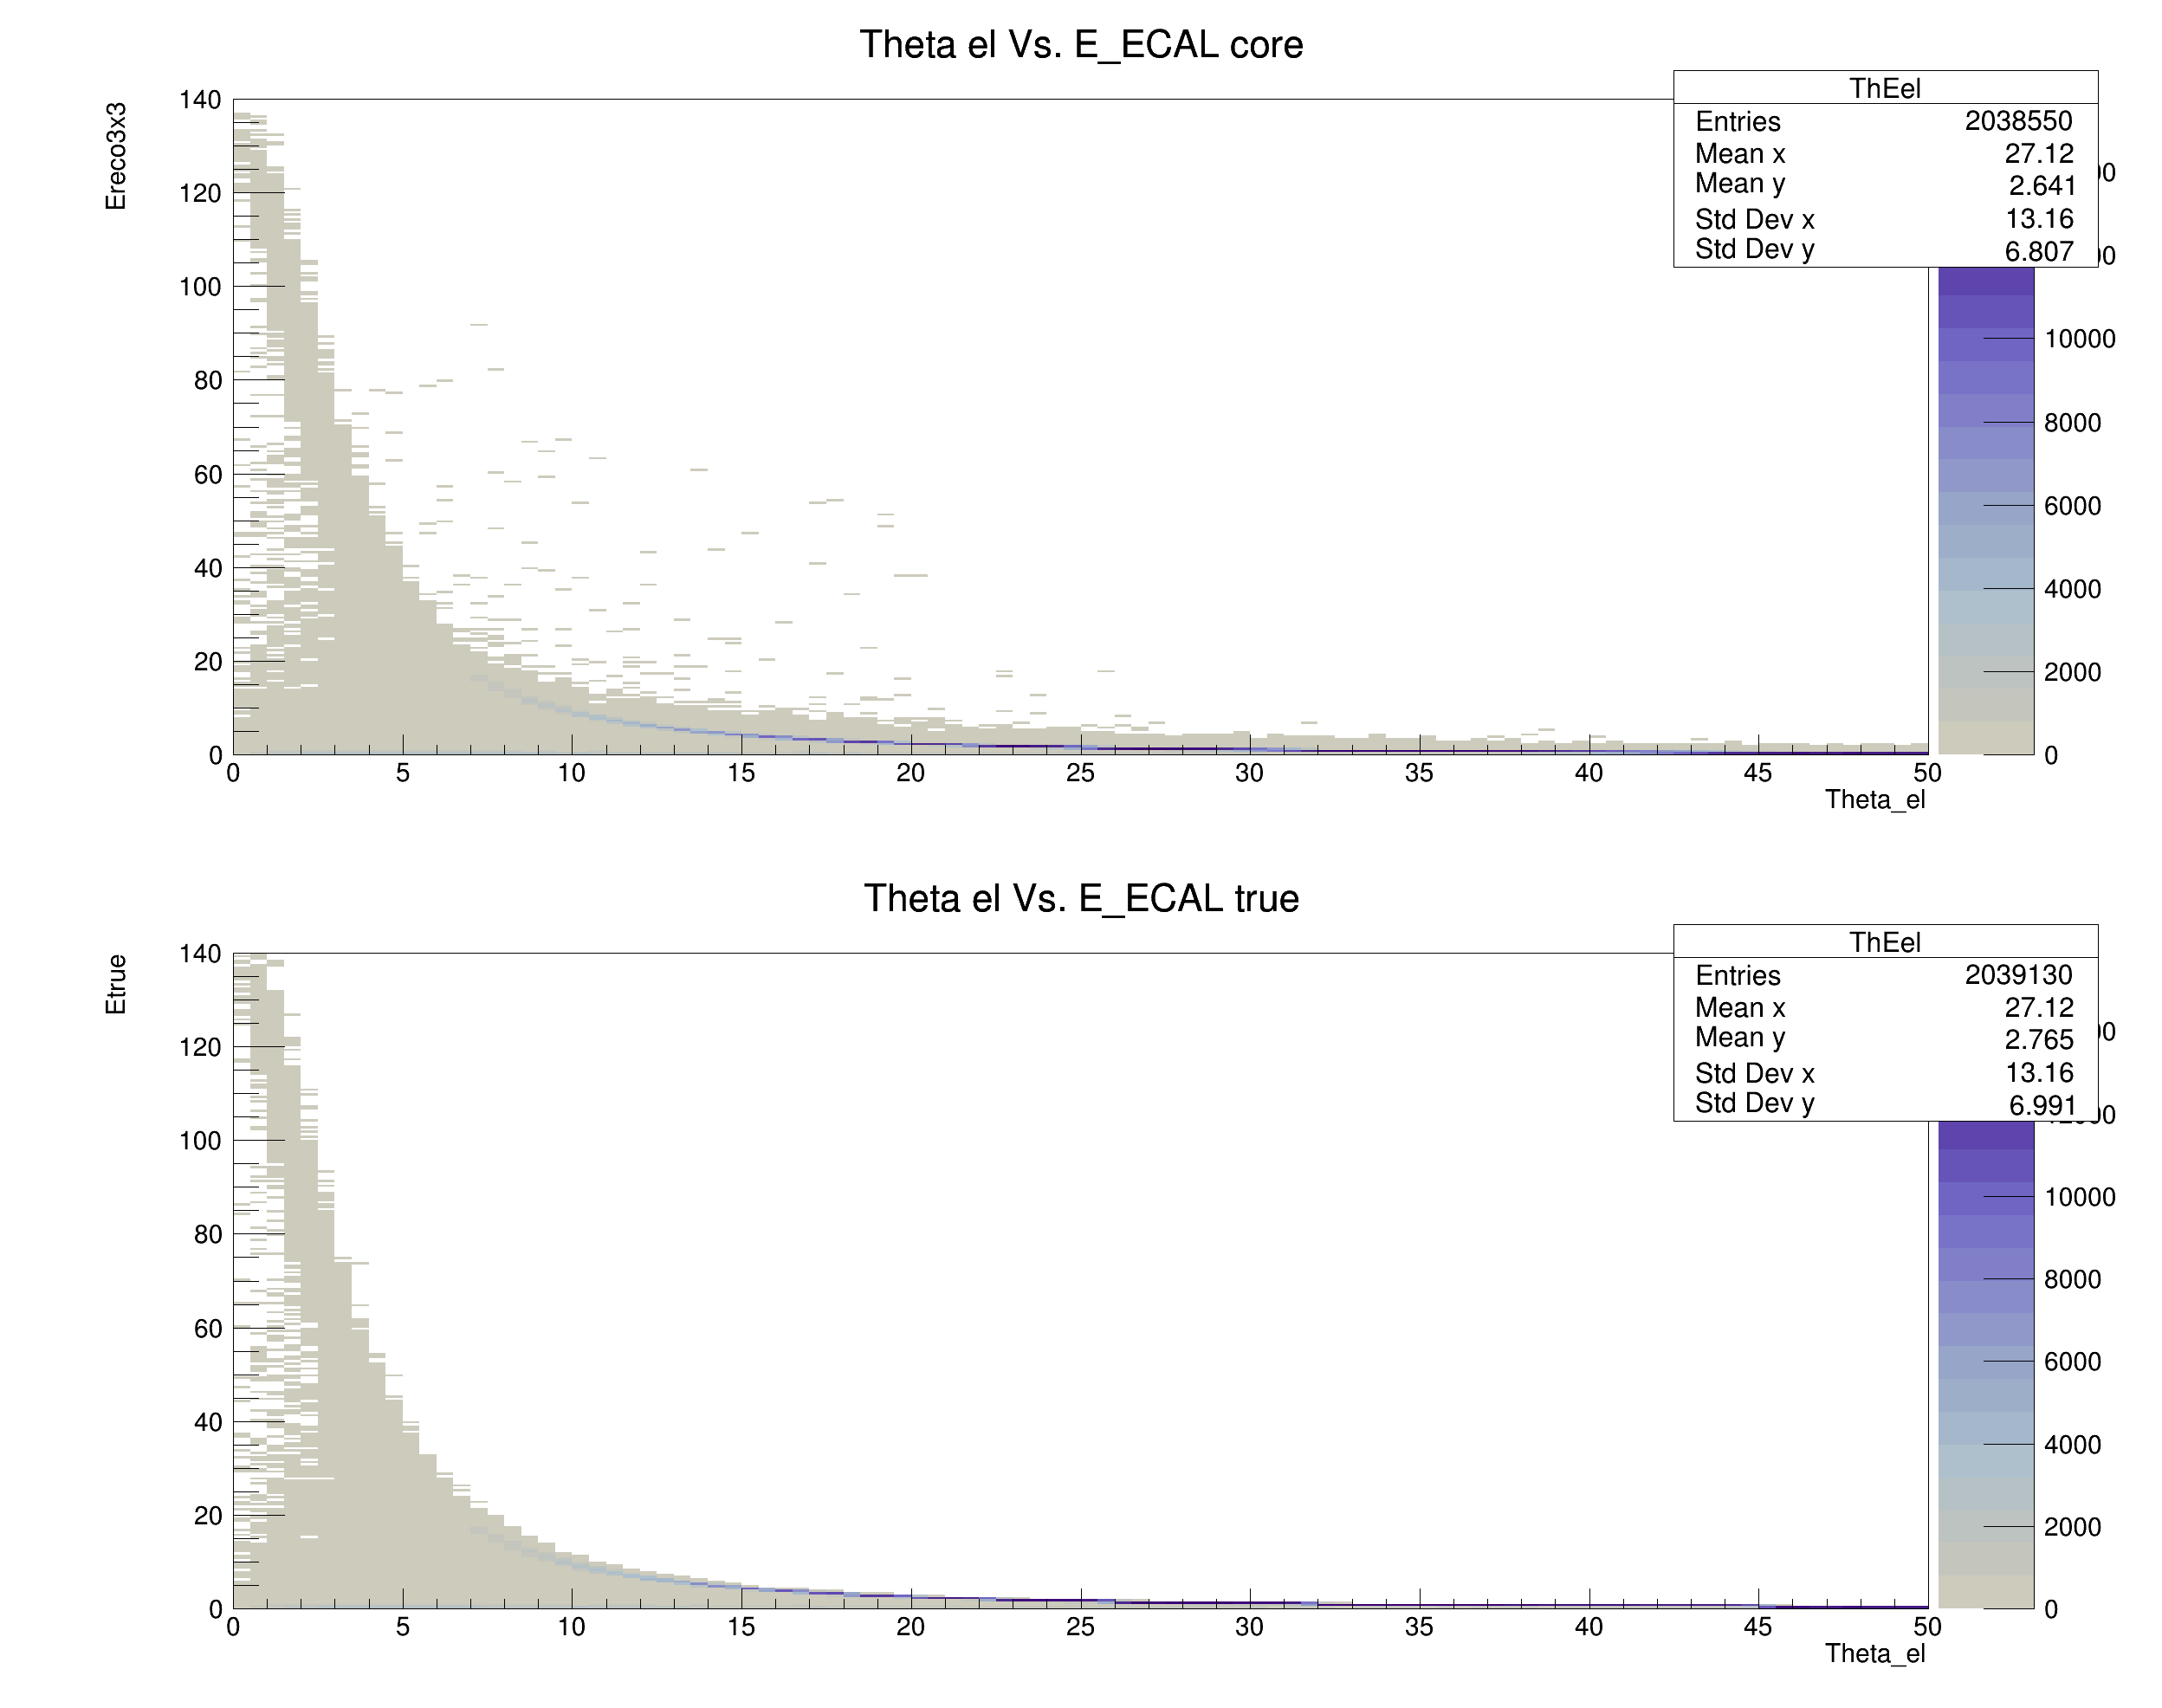 Theta el Vs. E_ECAL core
Ereco3x3
ThEel
Entries 2038550
Mean x 27.12
Mean y 2.641
Std Dev x 13.16
Std Dev y 6.807
140
120
100
80
60
40
20
0
0 5 10 15 20 25 30 35 40 45 50
Theta_el
10000
8000
6000
4000
2000
0
Theta el Vs. E_ECAL true
Etrue
ThEel
Entries 2039130
Mean x 27.12
Mean y 2.765
Std Dev x 13.16
Std Dev y 6.991
140
120
100
80
60
40
20
0
0 5 10 15 20 25 30 35 40 45 50
Theta_el
10000
8000
6000
4000
2000
0